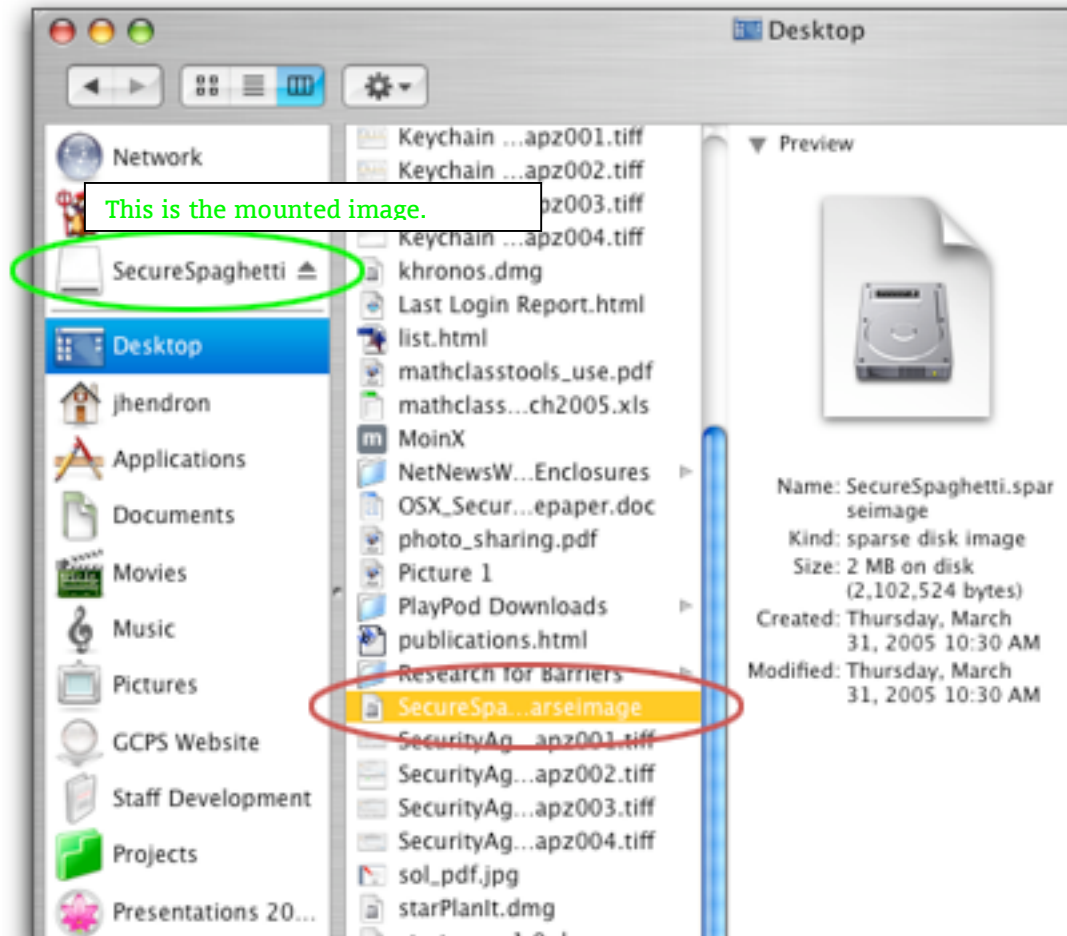 Desktop
Network
This is the mounted image.
SecureSpaghetti
Desktop
jhendron
Applications
Documents
Movies
Music
Pictures
GCPS Website
Staff Development
Projects
Presentations 20...
Keychain ...apz001.tiff
Keychain ...apz002.tiff
pz003.tiff
Keychain ...apz004.tiff
khronos.dmg
Last Login Report.html
list.html
mathclasstools_use.pdf
mathclass...ch2005.xls
m MoinX
NetNewsW...Enclosures
OSX_Secur...epaper.doc
photo_sharing.pdf
Picture 1
PlayPod Downloads
publications.html
Research for Barriers
SecureSpa...arseimage
SecurityAg...apz001.tiff
SecurityAg...apz002.tiff
SecurityAg...apz003.tiff
SecurityAg...apz004.tiff
sol_pdf.jpg
starPlanIt.dmg
Preview
Name: SecureSpaghetti.spar
seimage
Kind: sparse disk image
Size: 2 MB on disk
(2,102,524 bytes)
Created: Thursday, March
31, 2005 10:30 AM
Modified: Thursday, March
31, 2005 10:30 AM